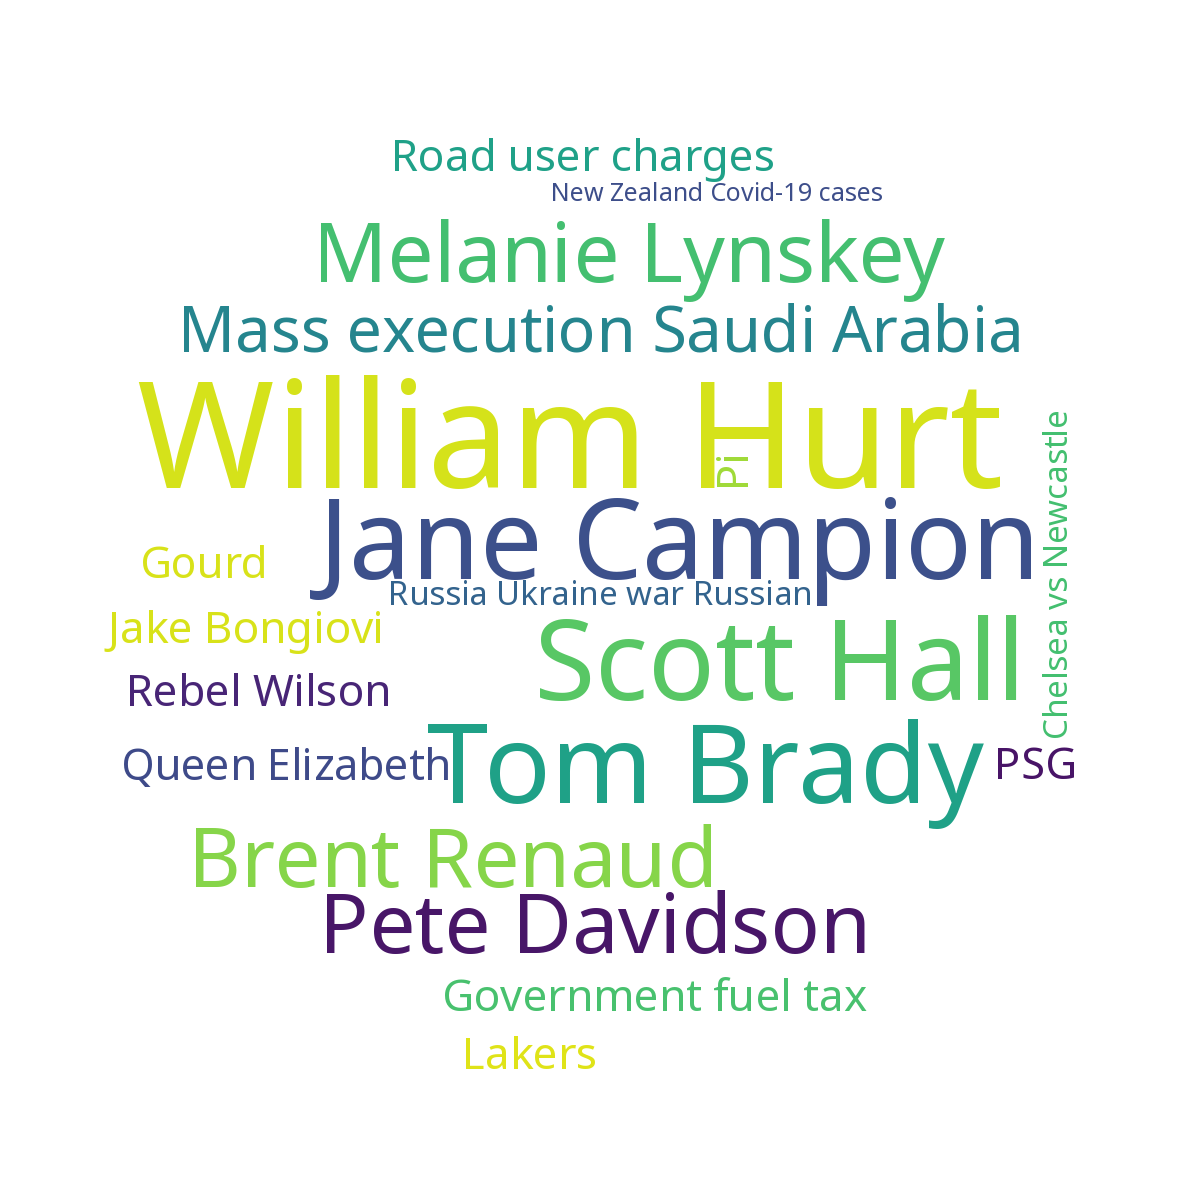 Road user charges
New Zealand Covid-19 cases
Melanie Lynskey
Mass execution Saudi Arabia
William Hurt
Pi
Chelsea vs Newcastle
Jane Campion
Gourd
Russia Ukraine war Russian
Jake Bongiovi
Scott Hall
Rebel Wilson
Queen Elizabeth
Tom Brady
PSG
Brent Renaud
Pete Davidson
Government fuel tax
Lakers